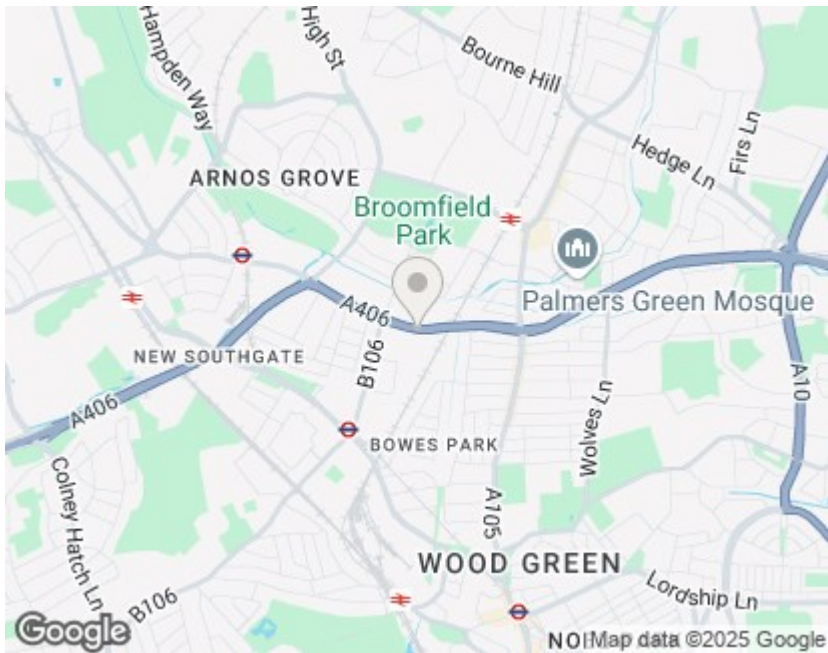 Hampden Way
High St
Bourne Hill
Firs Ln
Hedge Ln
ARNOS GROVE
Broomfield
Park
Palmers Green Mosque
A406
NEW SOUTHGATE
B106
A406
A10
Wolves Ln
BOWES PARK
Colney Hatch Ln
A105
WOOD GREEN
Lordship Ln
B106
Google
Map data ©2025 Google